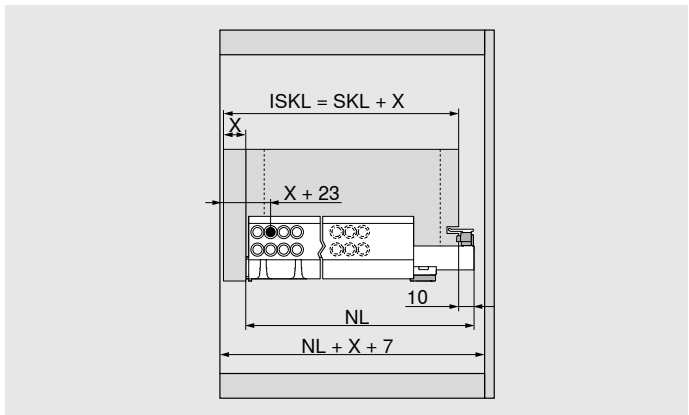 ISKL = SKL + X
X
X + 23
10
NL
NL + X + 7